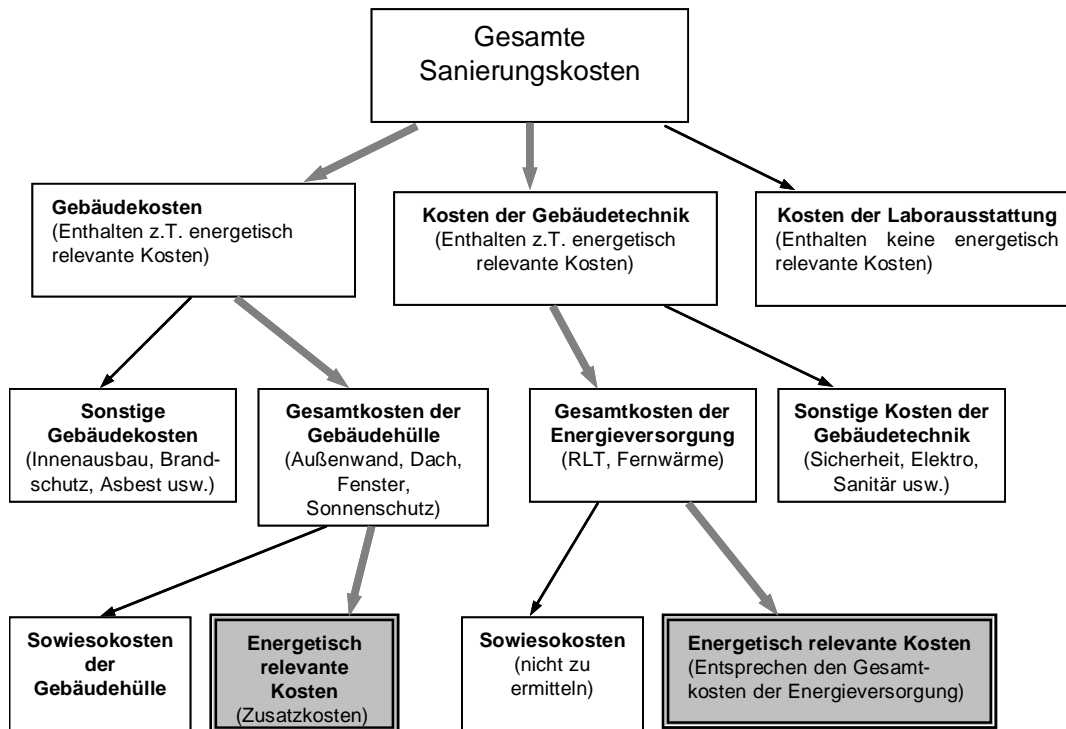 Gesamte
Sanierungskosten
Gebäudekosten
(Enthalten z.T. energetisch
relevante Kosten)
Kosten der Gebäudetechnik
(Enthalten z.T. energetisch
relevante Kosten)
Kosten der Laborausstattung
(Enthalten keine energetisch
relevante Kosten)
Sonstige
Gebäudekosten
(Innenausbau, Brand-
schutz, Asbest usw.)
Gesamtkosten der
Gebäudehülle
(Außenwand, Dach,
Fenster,
Sonnenschutz)
Gesamtkosten der
Energieversorgung
(RLT, Fernwärme)
Sonstige Kosten der
Gebäudetechnik
(Sicherheit, Elektro,
Sanitär usw.)
Sowiesokosten
der
Gebäudehülle
Energetisch
relevante
Kosten
(Zusatzkosten)
Sowiesokosten
(nicht zu
ermitteln)
Energetisch relevante Kosten
(Entsprechen den Gesamt-
kosten der Energieversorgung)